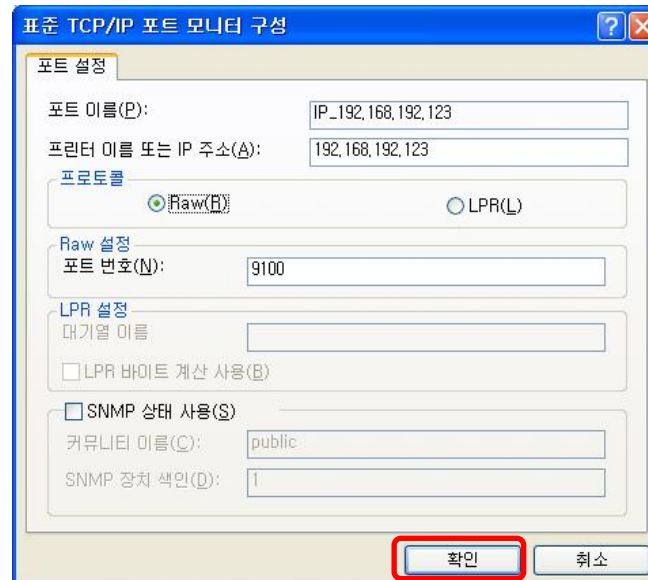 표준 TCP/IP 포트 모니터 구성
포트 설정
포트 이름(P): IP_192,168,192,123
프린터 이름 또는 IP 주소(A): 192,168,192,123
프로토콜
Raw(R) LPR(L)
Raw 설정
포트 번호(N): 9100
LPR 설정
대기열 이름
LPR 바이트 계산 사용(B)
SNMP 상태 사용(S)
커뮤니티 이름(C): public
SNMP 장치 색인(D): 1
확인 취소